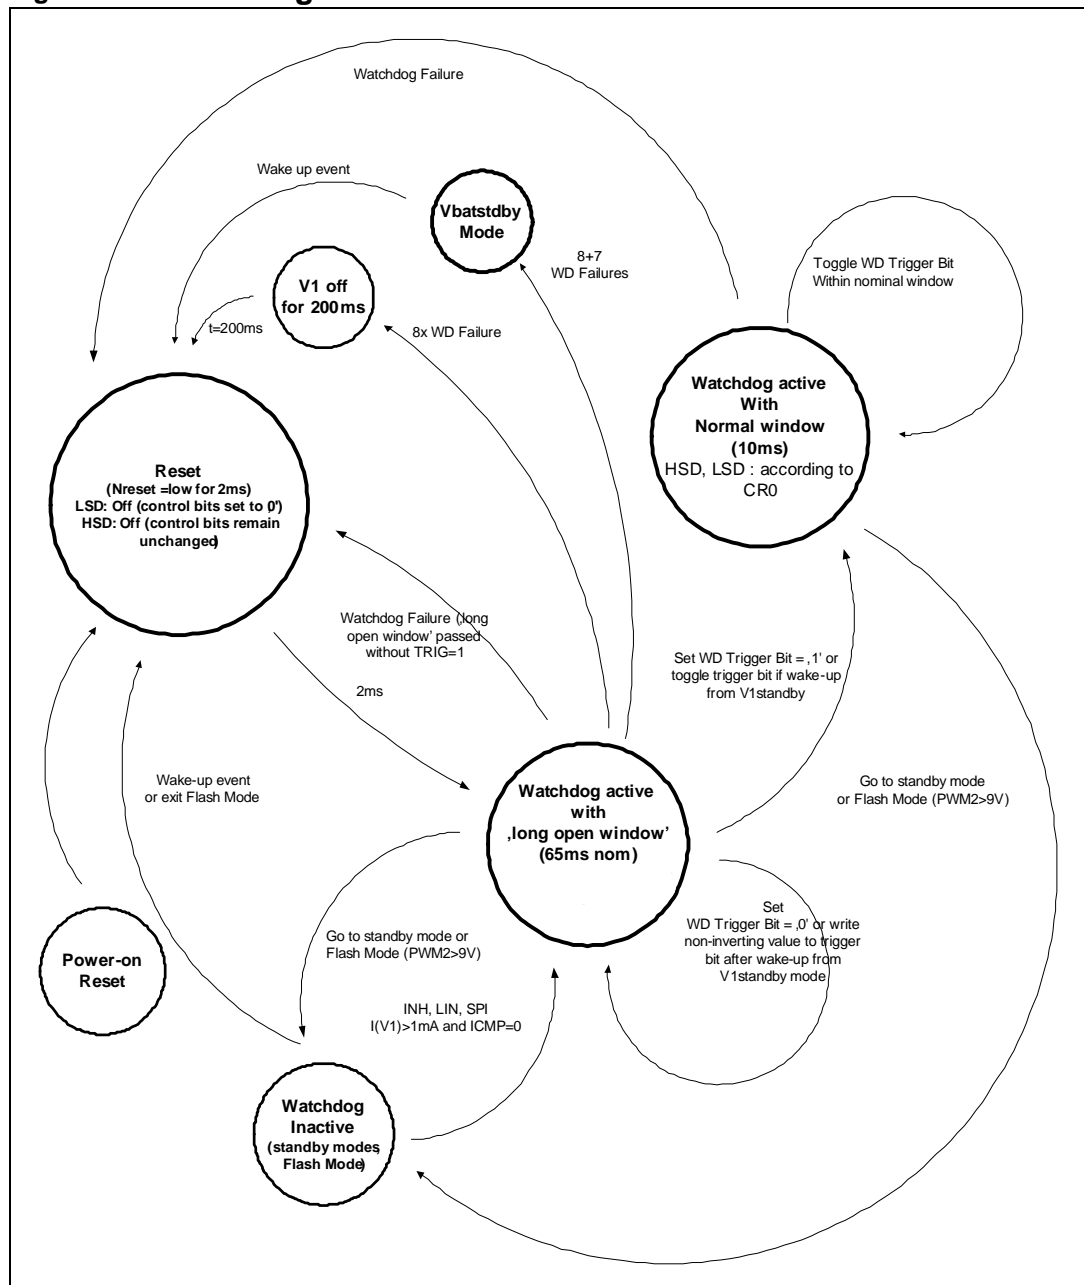 Watchdog Failure
Wake up event
Vbatstdby
Mode
8+7
WD Failures
Toggle WD Trigger Bit
Within nominal window
V1 off
for 200ms
t=200ms
8x WD Failure
Watchdog active
With
Normal window
(10ms)
HSD, LSD : according to
CR0
Reset
(Nreset =low for 2ms)
LSD: Off (control bits set to ‚0')
HSD: Off (control bits remain
unchanged)
Watchdog Failure (‚long
open window' passed
without TRIG=1
2ms
Set WD Trigger Bit = ‚1' or
toggle trigger bit if wake-up
from V1standby
Wake-up event
or exit Flash Mode
Go to standby mode
or Flash Mode (PWM2>9V)
Watchdog active
with
‚long open window'
(65ms nom)
Set
WD Trigger Bit = ‚0' or write
non-inverting value to trigger
bit after wake-up from
V1standby mode
Power-on
Reset
Go to standby mode or
Flash Mode (PWM2>9V)
INH, LIN, SPI
I(V1)>1mA and ICMP=0
Watchdog
Inactive
(standby modes,
Flash Mode)